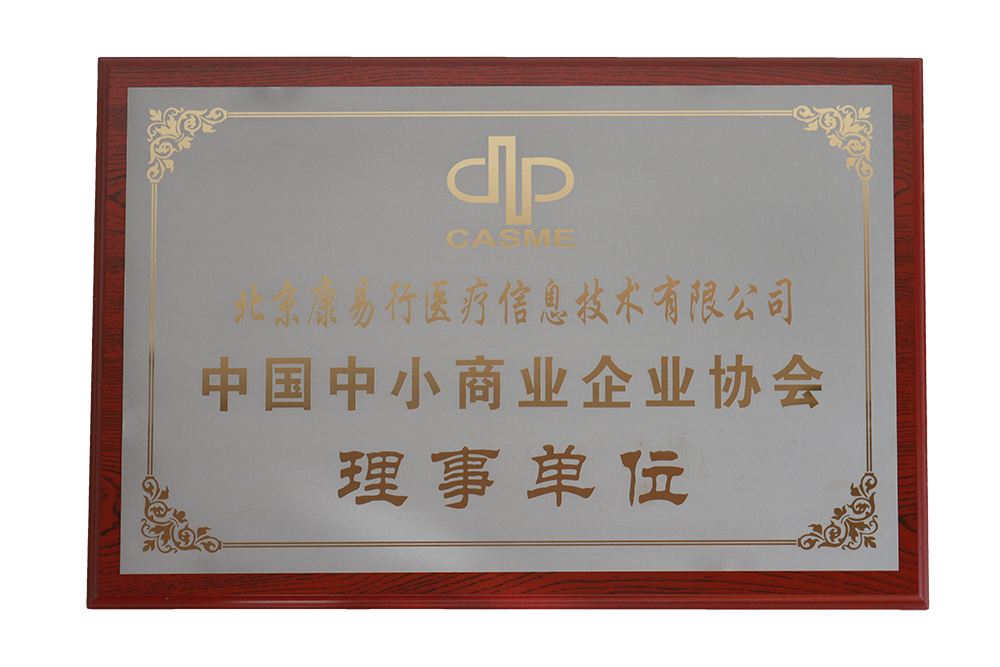 CASME
北京康易行医疗信息技术有限公司
中国中小商业企业协会
理事单位